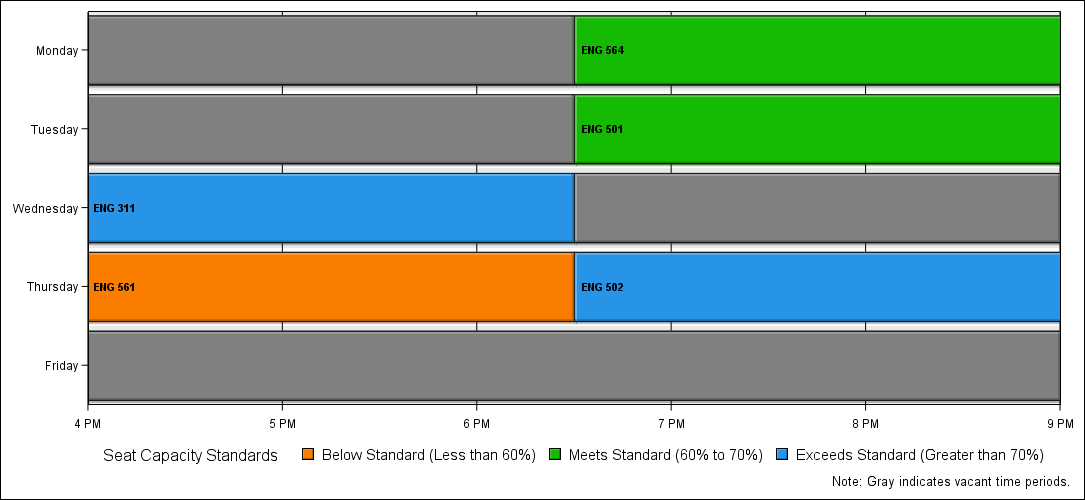 Monday
ENG 564
Tuesday
ENG 501
Wednesday
ENG 311
Thursday
ENG 561
ENG 502
Friday
4 PM 5 PM 6 PM 7 PM 8 PM 9 PM
Seat Capacity Standards Below Standard (Less than 60%) Meets Standard (60% to 70%) Exceeds Standard (Greater than 70%)
Note: Gray indicates vacant time periods.